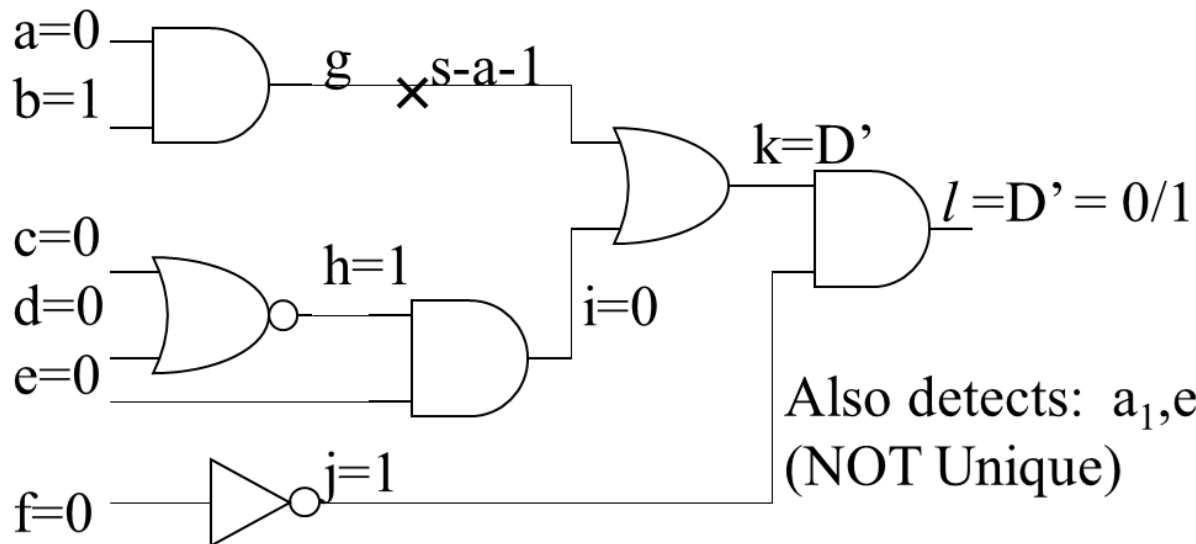 a=0
b=1
g
s-a-1
k=D’
l =D’ = 0/1
c=0
d=0
e=0
h=1
i=0
Also detects: a₁,e
(NOT Unique)
j=1
f=0